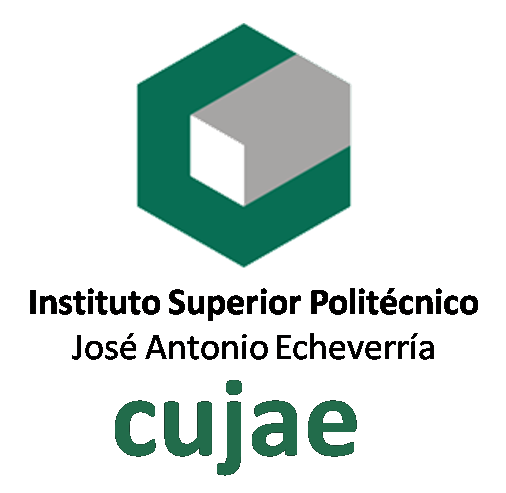 Instituto Superior Politécnico
José Antonio Echeverría
cujae